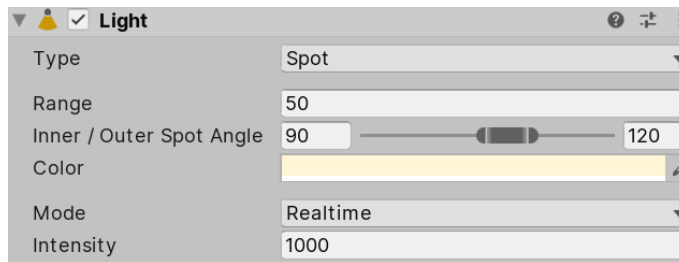 Light
Type Spot
Range 50
Inner / Outer Spot Angle 90 120
Color
Mode Realtime
Intensity 1000